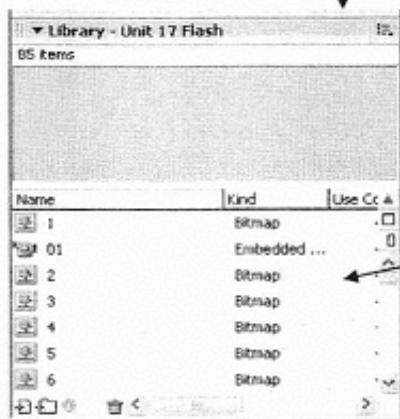 Library - Unit 17 Flash
85 items
Name Kind Use Cc
1 Bitmap
01 Embedded ...
2 Bitmap
3 Bitmap
4 Bitmap
5 Bitmap
6 Bitmap